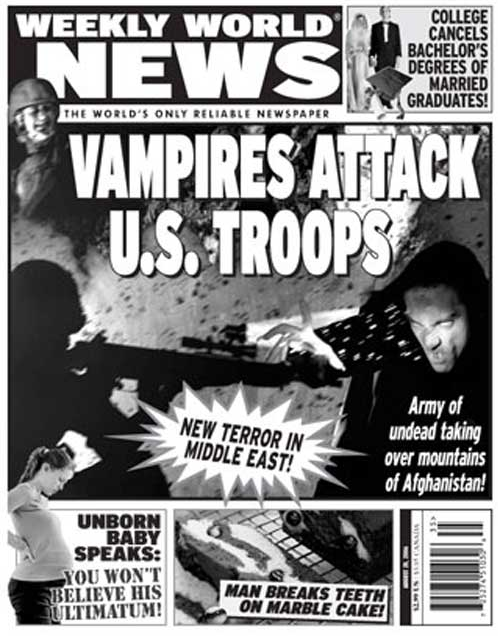 WEEKLY WORLD
NEWS
THE WORLD'S ONLY RELIABLE NEWSPAPER
COLLEGE
CANCELS
BACHELOR'S
DEGREES OF
MARRIED
GRADUATES!
VAMPIRES ATTACK
U.S. TROOPS
NEW TERROR IN
MIDDLE EAST!
Army of
undead taking
over mountains
of Afghanistan!
UNBORN
BABY
SPEAKS:
YOU WON'T
BELIEVE HIS
ULTIMATUM!
MAN BREAKS TEETH
ON MARBLE CAKE!